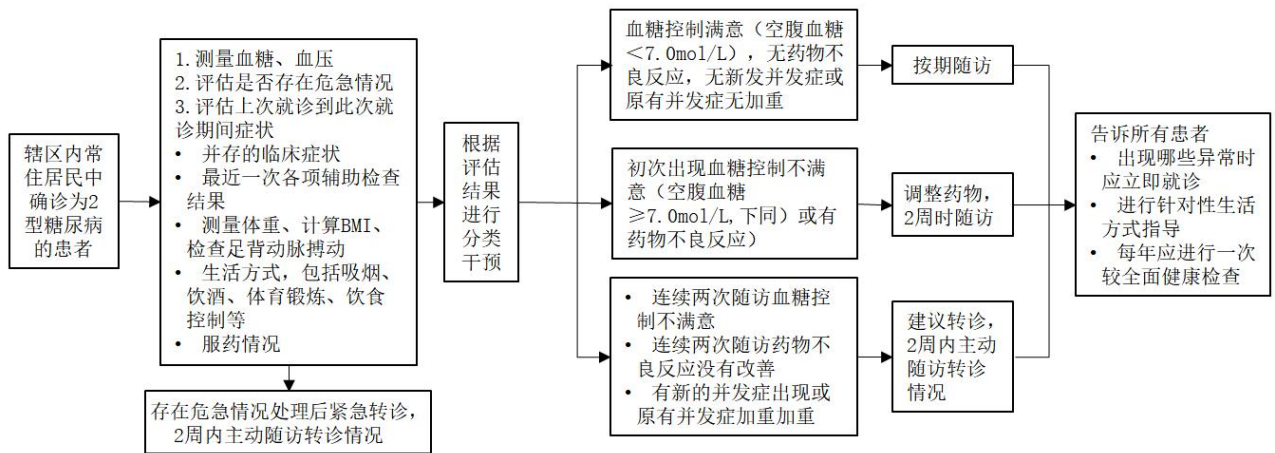 辖区内常
住居民中
确诊为2
型糖尿病
的患者
1. 测量血糖、血压
2. 评估是否存在危急情况
3. 评估上次就诊到此次就
诊期间症状
• 并存的临床症状
• 最近一次各项辅助检查
结果
• 测量体重、计算BMI、
检查足背动脉搏动
• 生活方式，包括吸烟、
饮酒、体育锻炼、饮食
控制等
• 服药情况
存在危急情况处理后紧急转诊，
2周内主动随访转诊情况
根据
评估
结果
进行
分类
干预
血糖控制满意（空腹血糖
＜7.0mol/L），无药物不
良反应，无新发并发症或
原有并发症无加重
按期随访
初次出现血糖控制不满
意（空腹血糖
≥7.0mol/L,下同）或有
药物不良反应）
调整药物，
2周时随访
• 连续两次随访血糖控
制不满意
• 连续两次随访药物不
良反应没有改善
• 有新的并发症出现或
原有并发症加重加重
建议转诊，
2周内主动
随访转诊
情况
告诉所有患者
• 出现哪些异常时
应立即就诊
• 进行针对性生活
方式指导
• 每年应进行一次
较全面健康检查